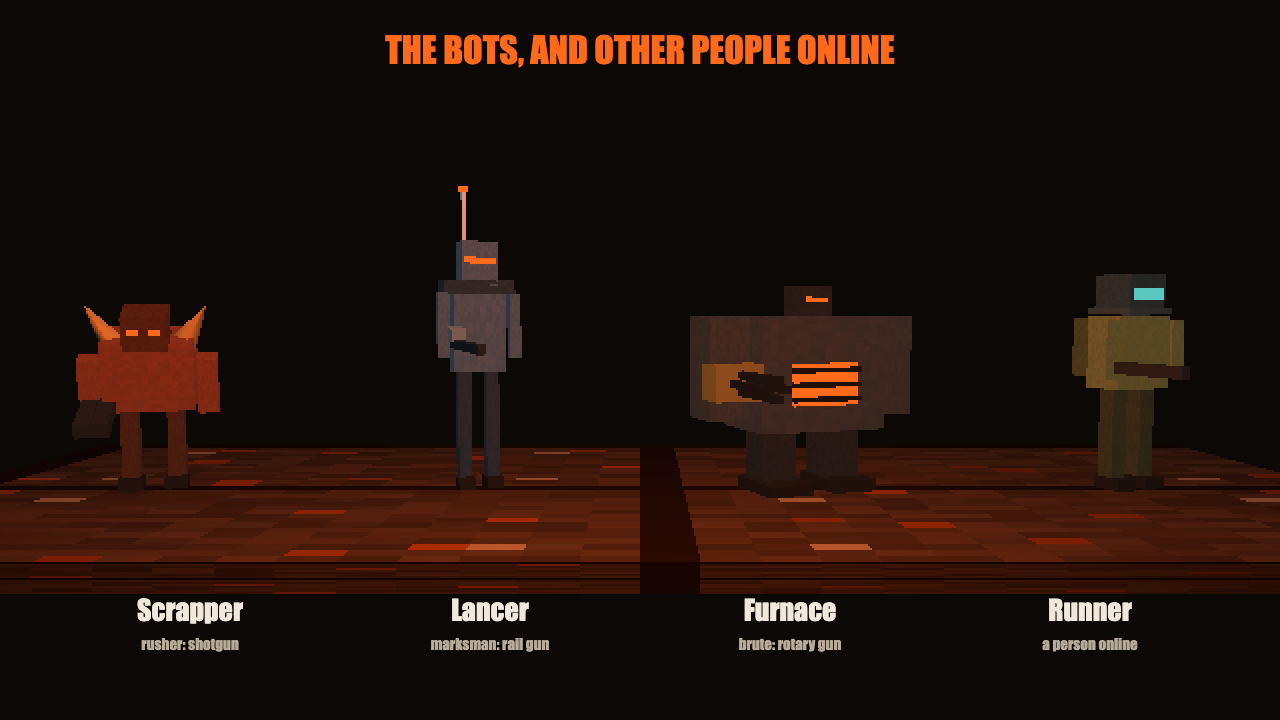 THE BOTS, AND OTHER PEOPLE ONLINE
Scrapper
rusher: shotgun
Lancer
marksman: rail gun
Furnace
brute: rotary gun
Runner
a person online